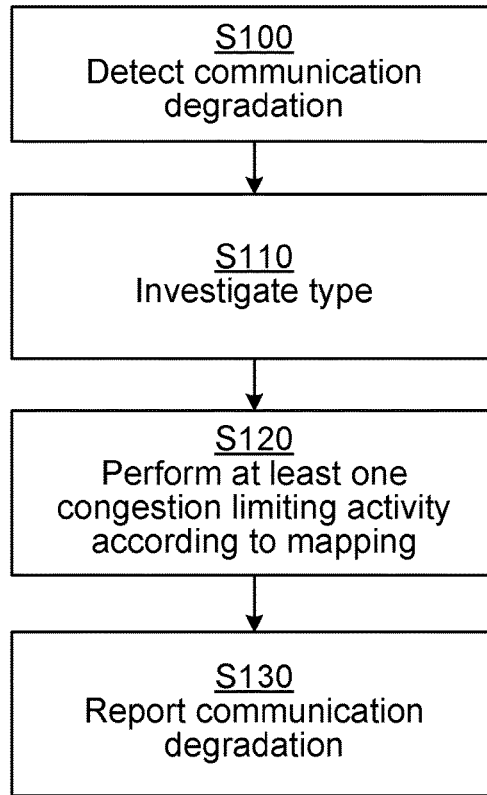 S100
Detect communication
degradation
S110
Investigate type
S120
Perform at least one
congestion limiting activity
according to mapping
S130
Report communication
degradation